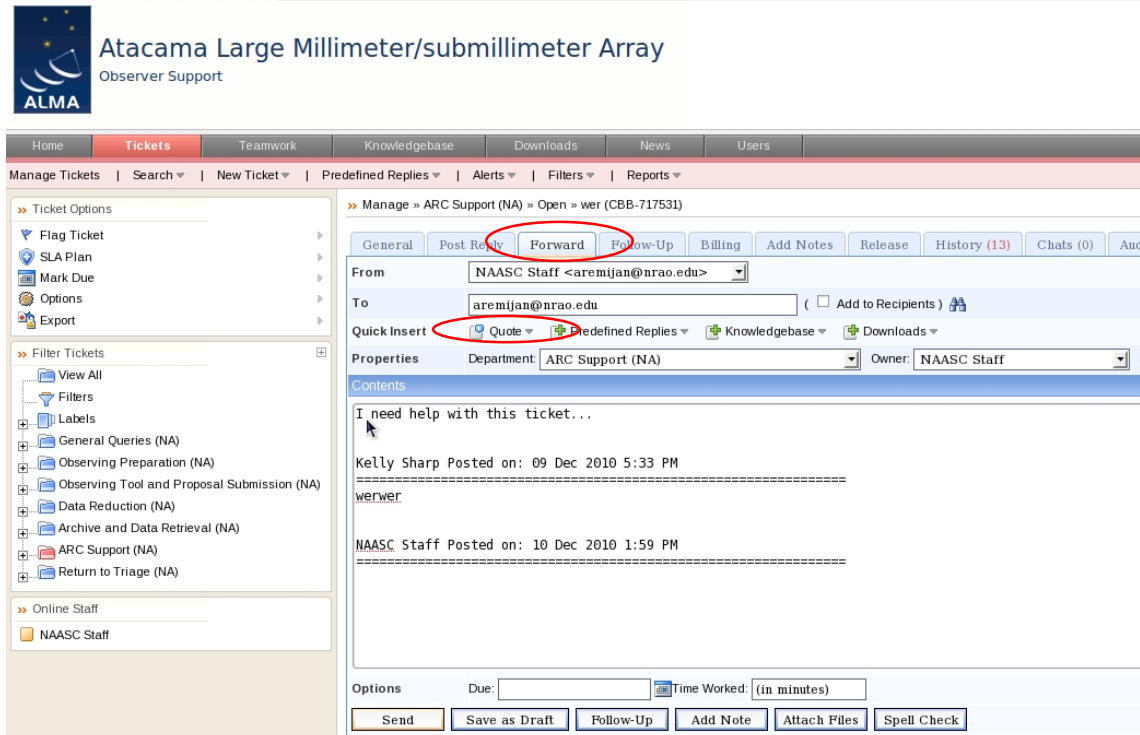 Atacama Large Millimeter/submillimeter Array
Observer Support
ALMA
Home Tickets Teamwork Knowledgebase Downloads News Users
Manage Tickets | Search | New Ticket | Predefined Replies | Alerts | Filters | Reports
» Ticket Options
Flag Ticket
SLA Plan
Mark Due
Options
Export
» Filter Tickets
View All
Filters
Labels
General Queries (NA)
Observing Preparation (NA)
Observing Tool and Proposal Submission (NA)
Data Reduction (NA)
Archive and Data Retrieval (NA)
ARC Support (NA)
Return to Triage (NA)
» Online Staff
NAASC Staff
» Manage » ARC Support (NA) » Open » wer (CBB-717531)
General Post Reply Forward Follow-Up Billing Add Notes Release History (13) Chats (0) Aud
From NAASC Staff <aremijan@nrao.edu>
To aremijan@nrao.edu ( Add to Recipients )
Quick Insert Quote Predefined Replies Knowledgebase Downloads
Properties Department: ARC Support (NA) Owner: NAASC Staff
Contents
I need help with this ticket...
Kelly Sharp Posted on: 09 Dec 2010 5:33 PM
================================================================
werwer
NAASC Staff Posted on: 10 Dec 2010 1:59 PM
================================================================
Options Due: Time Worked: (in minutes)
Send Save as Draft Follow-Up Add Note Attach Files Spell Check